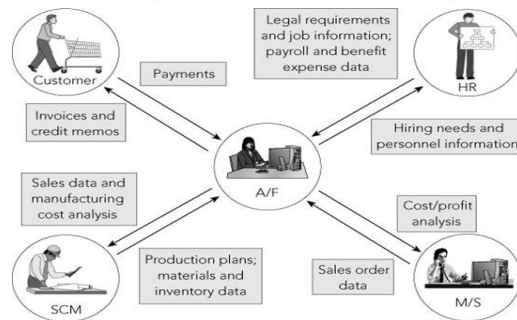 Legal requirements
and job information;
payroll and benefit
expense data
Customer
Payments
HR
Invoices and
credit memos
Hiring needs and
personnel information
A/F
Sales data and
manufacturing
cost analysis
Cost/profit
analysis
Production plans;
materials and
inventory data
Sales order
data
SCM
M/S